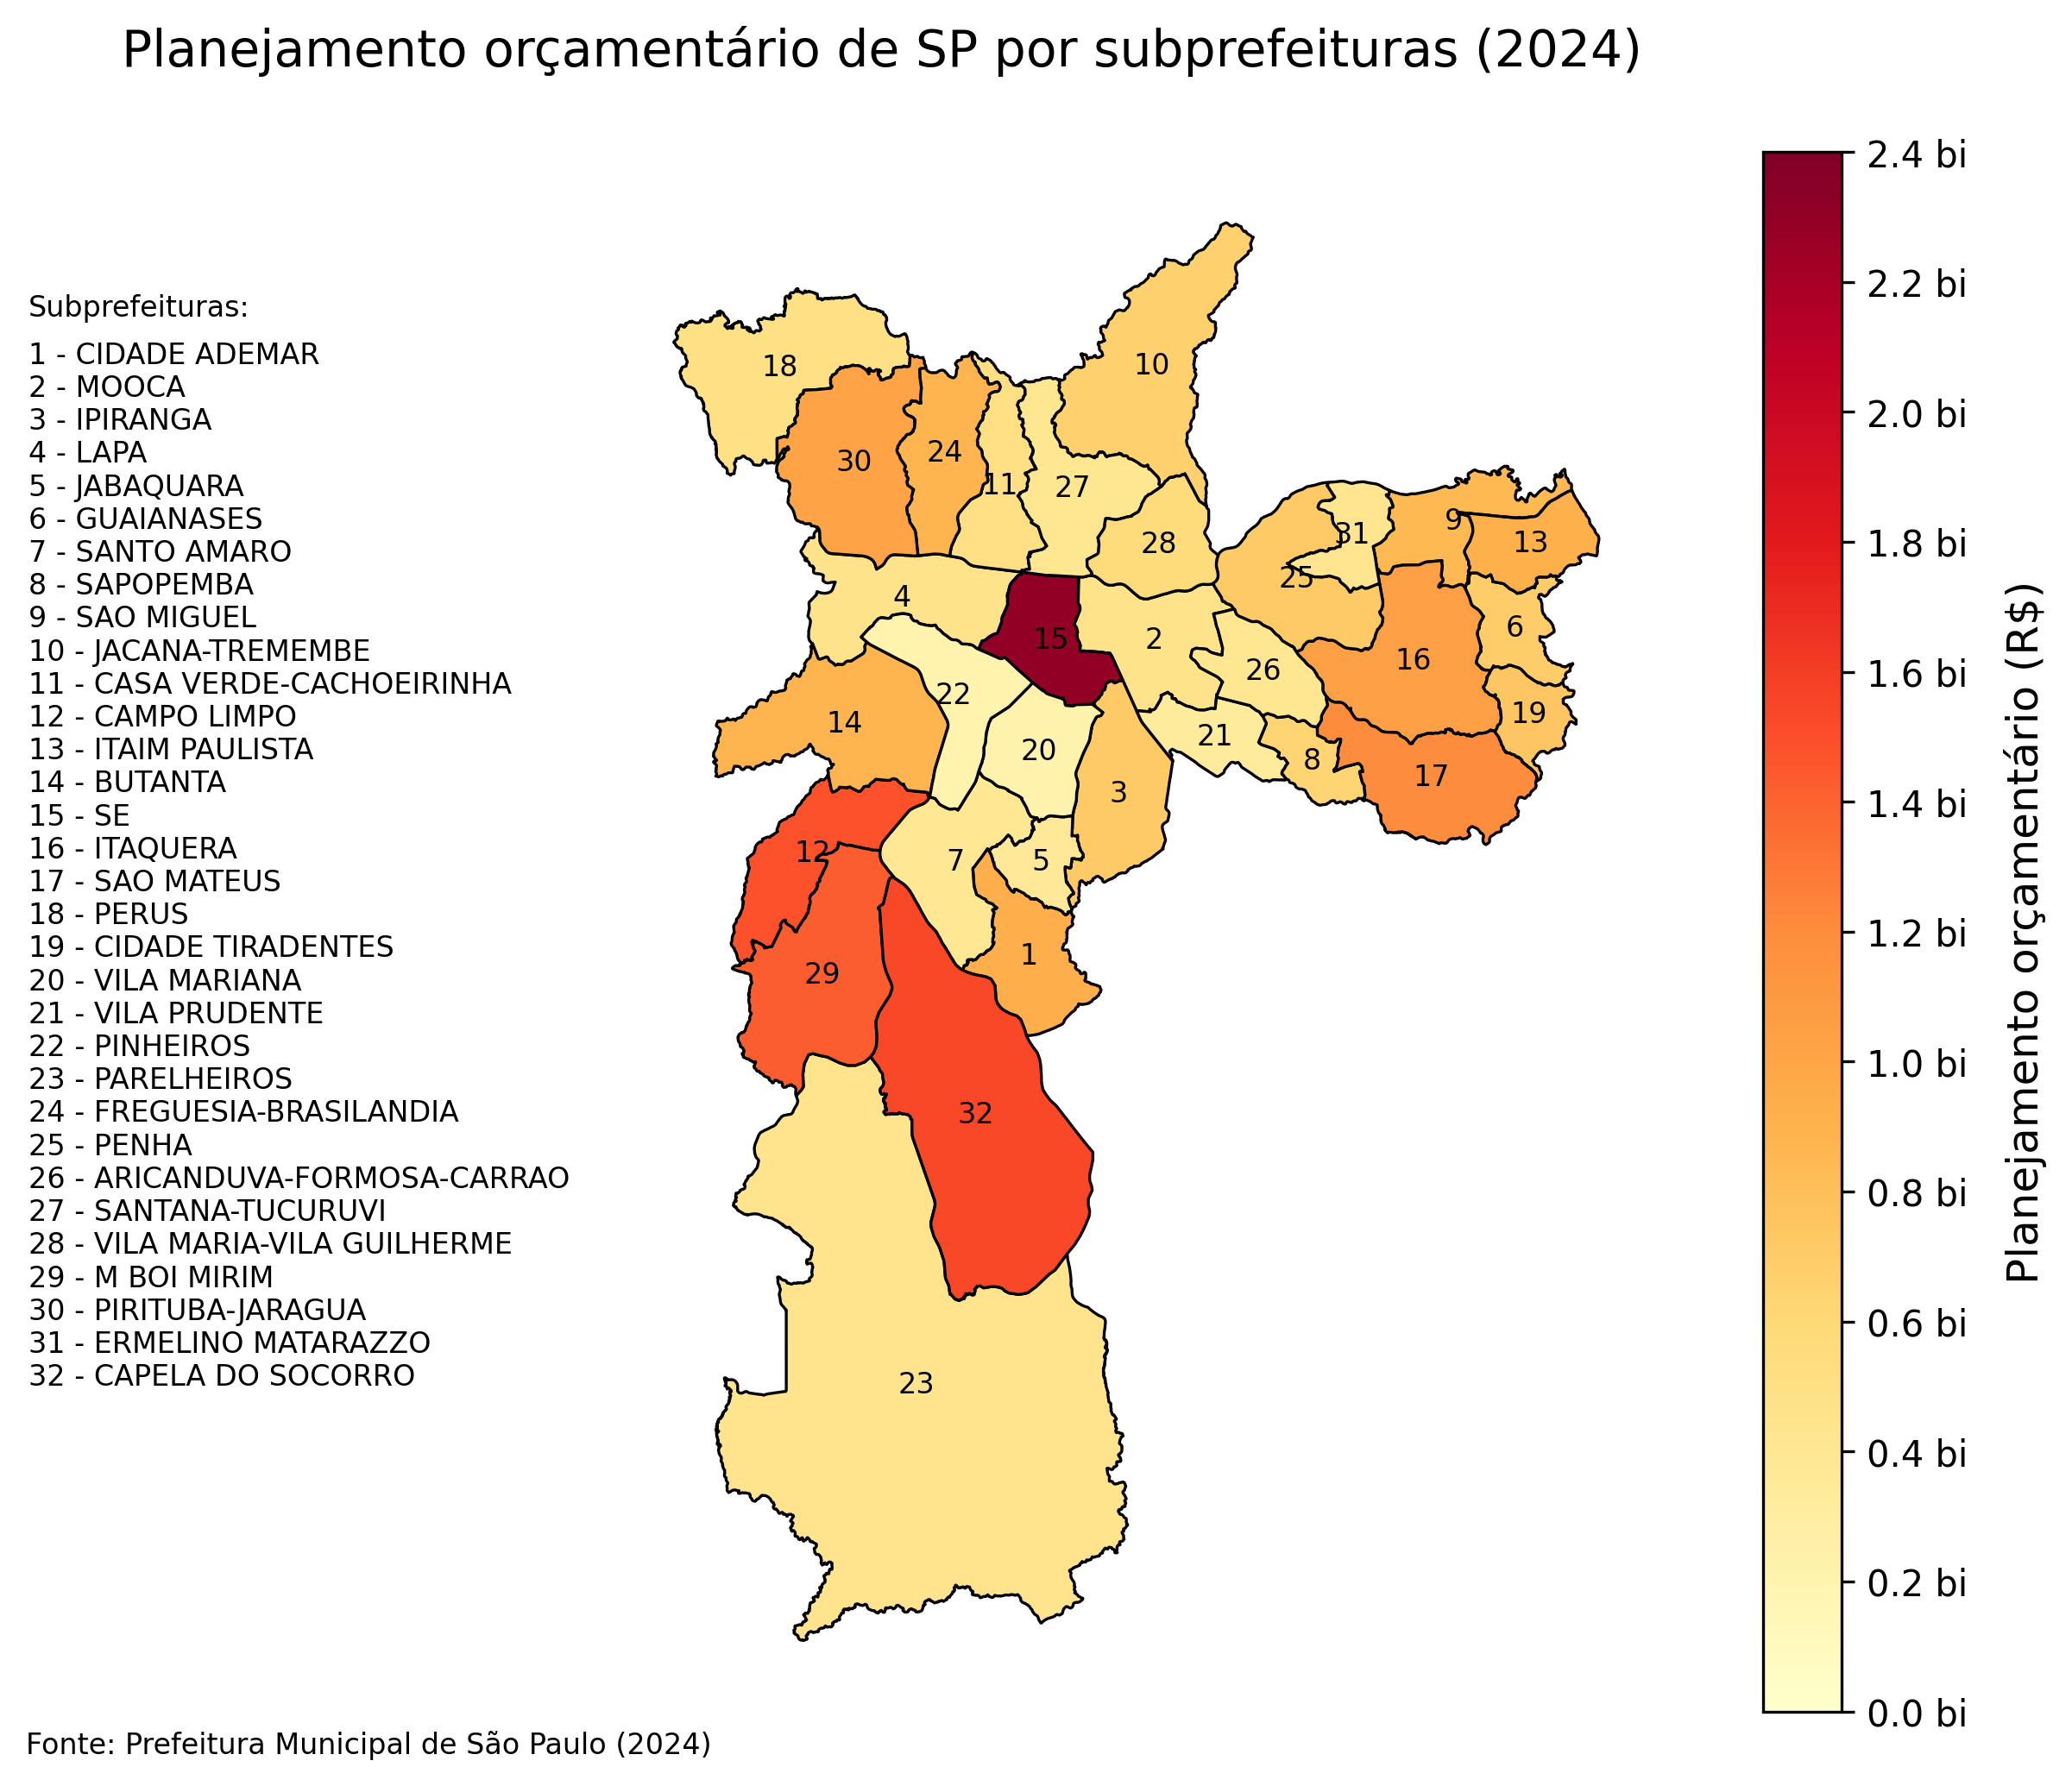 Planejamento orçamentário de SP por subprefeituras (2024)
Subprefeituras:
1 - CIDADE ADEMAR
2 - MOOCA
3 - IPIRANGA
4 - LAPA
5 - JABAQUARA
6 - GUAIANASES
7 - SANTO AMARO
8 - SAPOPEMBA
9 - SAO MIGUEL
10 - JACANA-TREMEMBE
11 - CASA VERDE-CACHOEIRINHA
12 - CAMPO LIMPO
13 - ITAIM PAULISTA
14 - BUTANTA
15 - SE
16 - ITAQUERA
17 - SAO MATEUS
18 - PERUS
19 - CIDADE TIRADENTES
20 - VILA MARIANA
21 - VILA PRUDENTE
22 - PINHEIROS
23 - PARELHEIROS
24 - FREGUESIA-BRASILANDIA
25 - PENHA
26 - ARICANDUVA-FORMOSA-CARRAO
27 - SANTANA-TUCURUVI
28 - VILA MARIA-VILA GUILHERME
29 - M BOI MIRIM
30 - PIRITUBA-JARAGUA
31 - ERMELINO MATARAZZO
32 - CAPELA DO SOCORRO
18
10
30
24
11
27
28
31
9
13
25
4
15
2
26
16
6
22
14
20
21
8
19
17
3
12
7
5
29
1
32
23
2.4 bi
2.2 bi
2.0 bi
1.8 bi
1.6 bi
1.4 bi
1.2 bi
1.0 bi
0.8 bi
0.6 bi
0.4 bi
0.2 bi
0.0 bi
Planejamento orçamentário (R$)
Fonte: Prefeitura Municipal de São Paulo (2024)